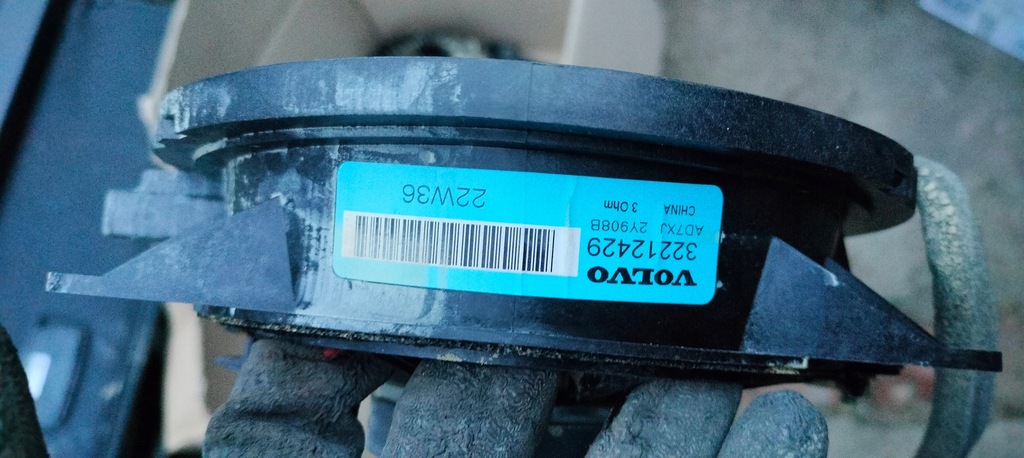 VOLVO
32212429
AD7XJ 2Y908B
CHINA 3 Ohm
22W36